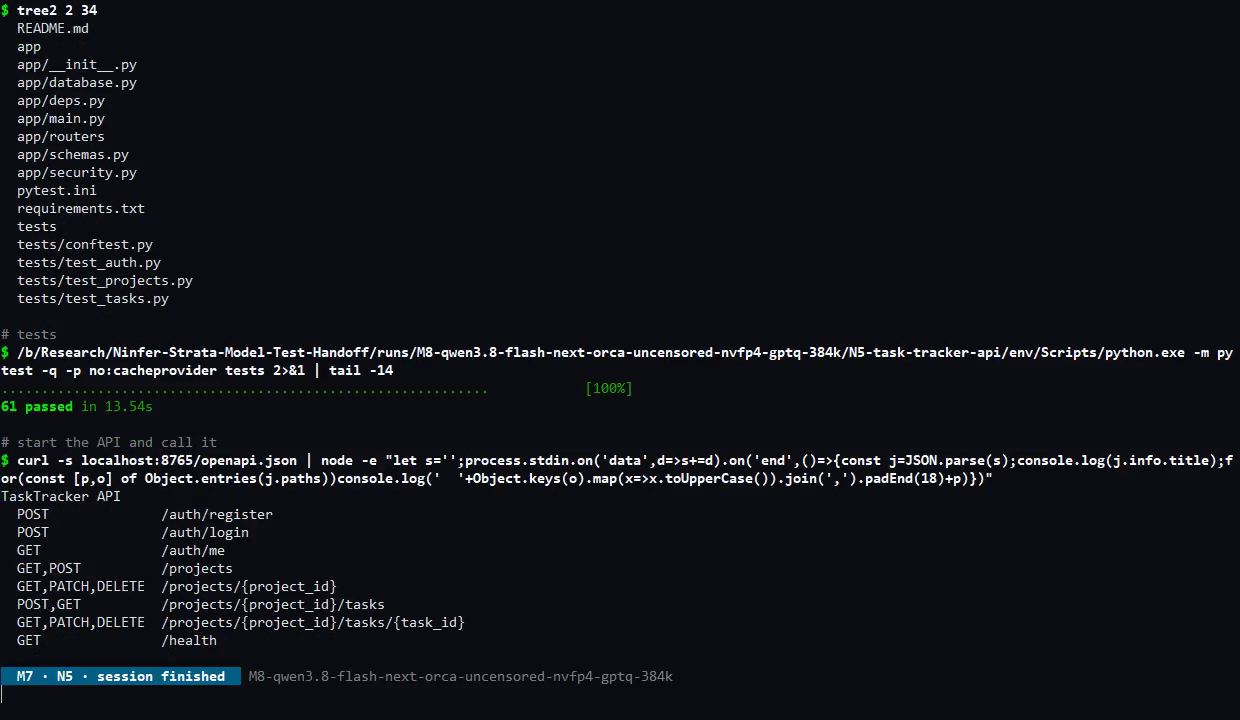 $ tree2 2 34
README.md
app
app/__init__.py
app/database.py
app/deps.py
app/main.py
app/routers
app/schemas.py
app/security.py
pytest.ini
requirements.txt
tests
tests/conftest.py
tests/test_auth.py
tests/test_projects.py
tests/test_tasks.py
# tests
$ /b/Research/Ninfer-Strata-Model-Test-Handoff/runs/M8-qwen3.8-flash-next-orca-uncensored-nvfp4-gptq-384k/N5-task-tracker-api/env/Scripts/python.exe -m py
test -q -p no:cacheprovider tests 2>&1 | tail -14
............................................................. [100%]
61 passed in 13.54s
# start the API and call it
$ curl -s localhost:8765/openapi.json | node -e "let s='';process.stdin.on('data',d=>s+=d).on('end',()=>{const j=JSON.parse(s);console.log(j.info.title);f
or(const [p,o] of Object.entries(j.paths))console.log('  '+Object.keys(o).map(x=>x.toUpperCase()).join(',').padEnd(18)+p)})"
TaskTracker API
POST /auth/register
POST /auth/login
GET /auth/me
GET,POST /projects
GET,PATCH,DELETE /projects/{project_id}
POST,GET /projects/{project_id}/tasks
GET,PATCH,DELETE /projects/{project_id}/tasks/{task_id}
GET /health
M7 · N5 · session finished M8-qwen3.8-flash-next-orca-uncensored-nvfp4-gptq-384k